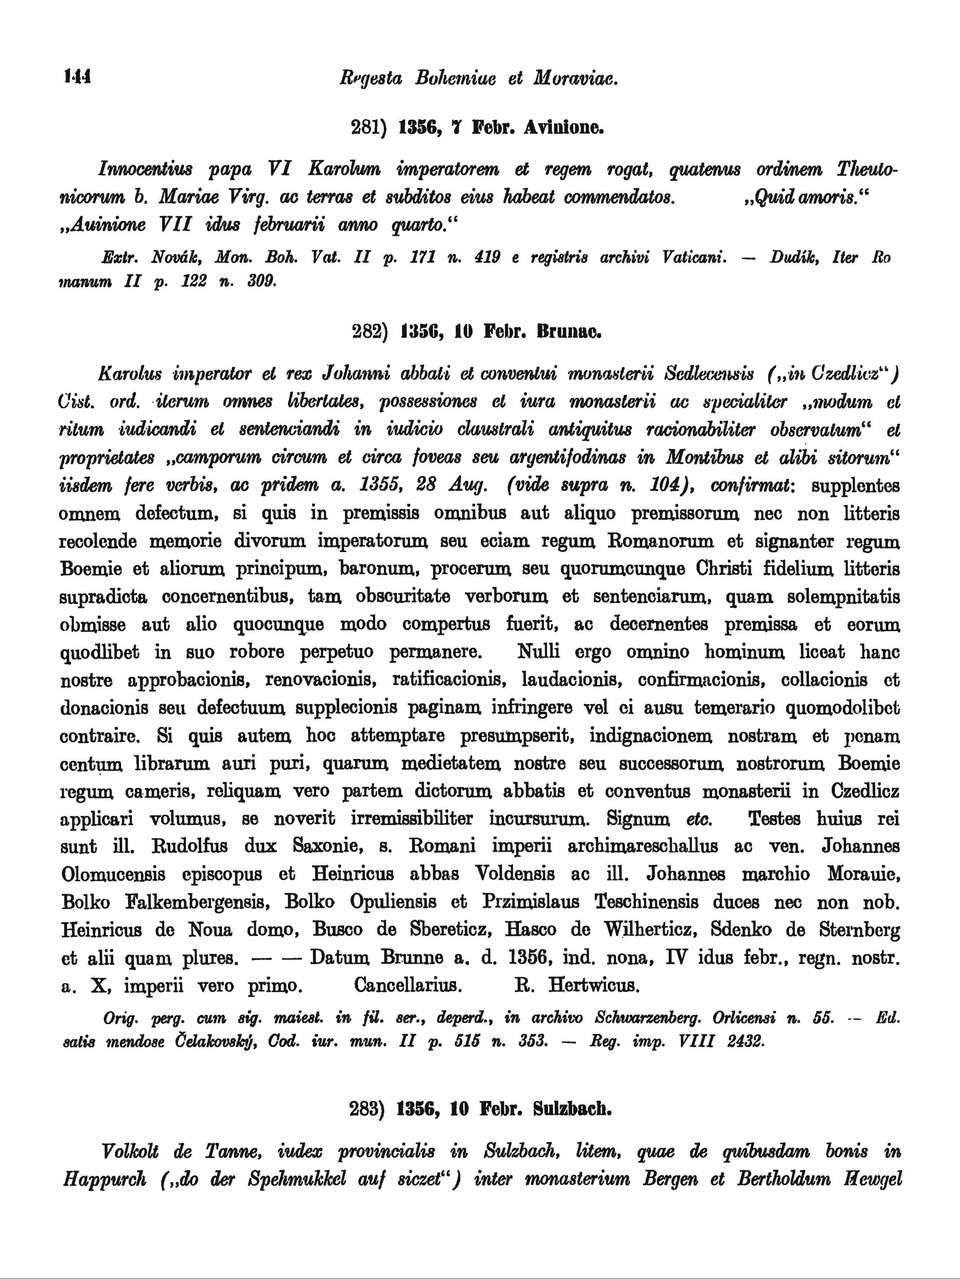 144
Regesta Bohemiae et Moraviae.
281) 1356, 7 Febr. Avinione.
Innocentius papa VI Karolum imperatorem et regem rogat, quatenus ordinem Theuto-
nicorum b. Mariae Virg. ac terras et subditos eius habeat commendatos. „Quid amoris.“
„Auinione VII idus februarii anno quarto.“
Extr. Novák, Mon. Boh. Vat. II p. 171 n. 419 e registris archivi Vaticani. — Dudík, Iter Ro
manum II p. 122 n. 309.
282) 1356, 10 Febr. Brunae.
Karolus imperator et rex Johanni abbati et conventui monasterii Sedlecensis („in Czedlicz“)
Cist. ord. iterum omnes libertates, possessiones et iura monasterii ac specialiter „modum et
ritum iudicandi et sentenciandi in iudicio claustrali antiquitus racionabiliter observatum“ et
proprietates „camporum circum et circa foveas seu argentifodinas in Montibus et alibi sitorum“
iisdem fere verbis, ac pridem a. 1355, 28 Aug. (vide supra n. 104), confirmat: supplentes
omnem defectum, si quis in premissis omnibus aut aliquo premissorum nec non litteris
recolende memorie divorum imperatorum seu eciam regum Romanorum et signanter regum
Boemie et aliorum principum, baronum, procerum seu quorumcunque Christi fidelium litteris
supradicta concernentibus, tam obscuritate verborum et sentenciarum, quam solempnitatis
obmisse aut alio quocunque modo compertus fuerit, ac decernentes premissa et eorum
quodlibet in suo robore perpetuo permanere. Nulli ergo omnino hominum liceat hanc
nostre approbacionis, renovacionis, ratificacionis, laudacionis, confirmacionis, collacionis et
donacionis seu defectuum supplecionis paginam infringere vel ei ausu temerario quomodolibet
contraire. Si quis autem hoc attemptare presumpserit, indignacionem nostram et penam
centum librarum auri puri, quarum medietatem nostre seu successorum nostrorum Boemie
regum cameris, reliquam vero partem dictorum abbatis et conventus monasterii in Czedlicz
applicari volumus, se noverit irremissibiliter incursurum. Signum etc. Testes huius rei
sunt ill. Rudolfus dux Saxonie, s. Romani imperii archimareschallus ac ven. Johannes
Olomucensis episcopus et Heinricus abbas Voldensis ac ill. Johannes marchio Morauie,
Bolko Falkembergensis, Bolko Opuliensis et Przimislaus Teschinensis duces nec non nob.
Heinricus de Noua domo, Busco de Sbereticz, Hasco de Wilherticz, Sdenko de Sternberg
et alii quam plures. — — Datum Brunne a. d. 1356, ind. nona, IV idus febr., regn. nostr.
a. X, imperii vero primo. Cancellarius. R. Hertwicus.
Orig. perg. cum sig. maiest. in fil. ser., deperd., in archivo Schwarzenberg. Orlicensi n. 55. — Ed.
satis mendose Čelakovský, Cod. iur. mun. II p. 515 n. 353. — Reg. imp. VIII 2432.
283) 1356, 10 Febr. Sulzbach.
Volkolt de Tanne, iudex provincialis in Sulzbach, litem, quae de quibusdam bonis in
Happurch („do der Spehmukkel auf siczet“) inter monasterium Bergen et Bertholdum Hewgel